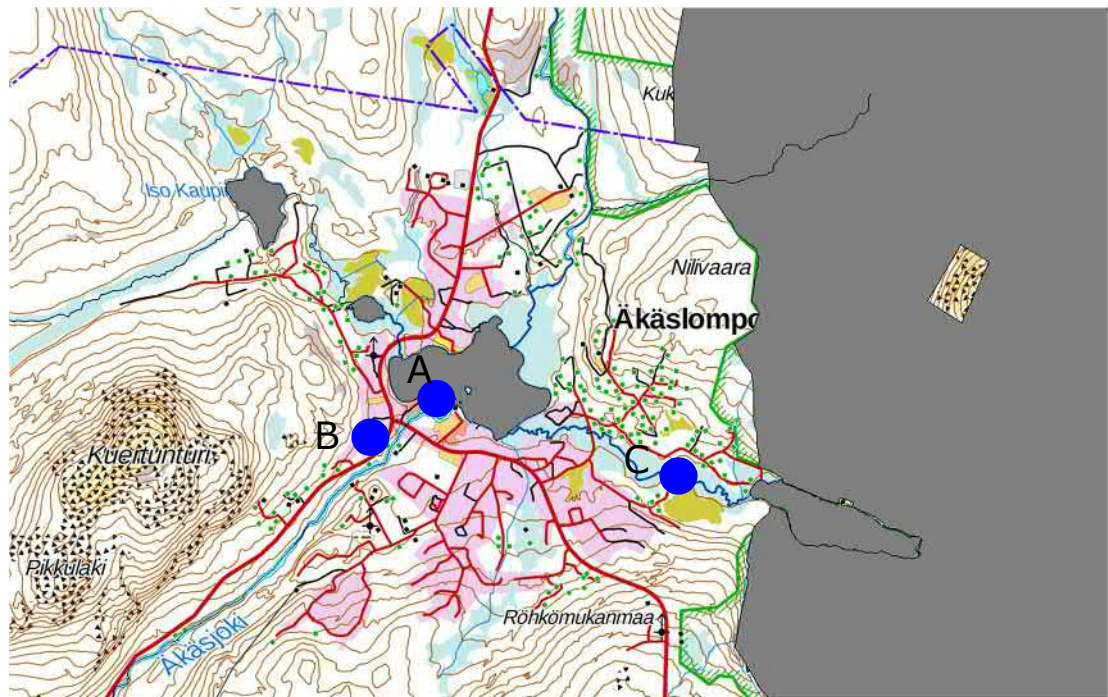 Kuk
Iso Kaupi
Nilivaara
Äkäslompo
A
B
Kuertunturi
C
Pikkulaki
Röhkömukanmaa
Äkäsjoki